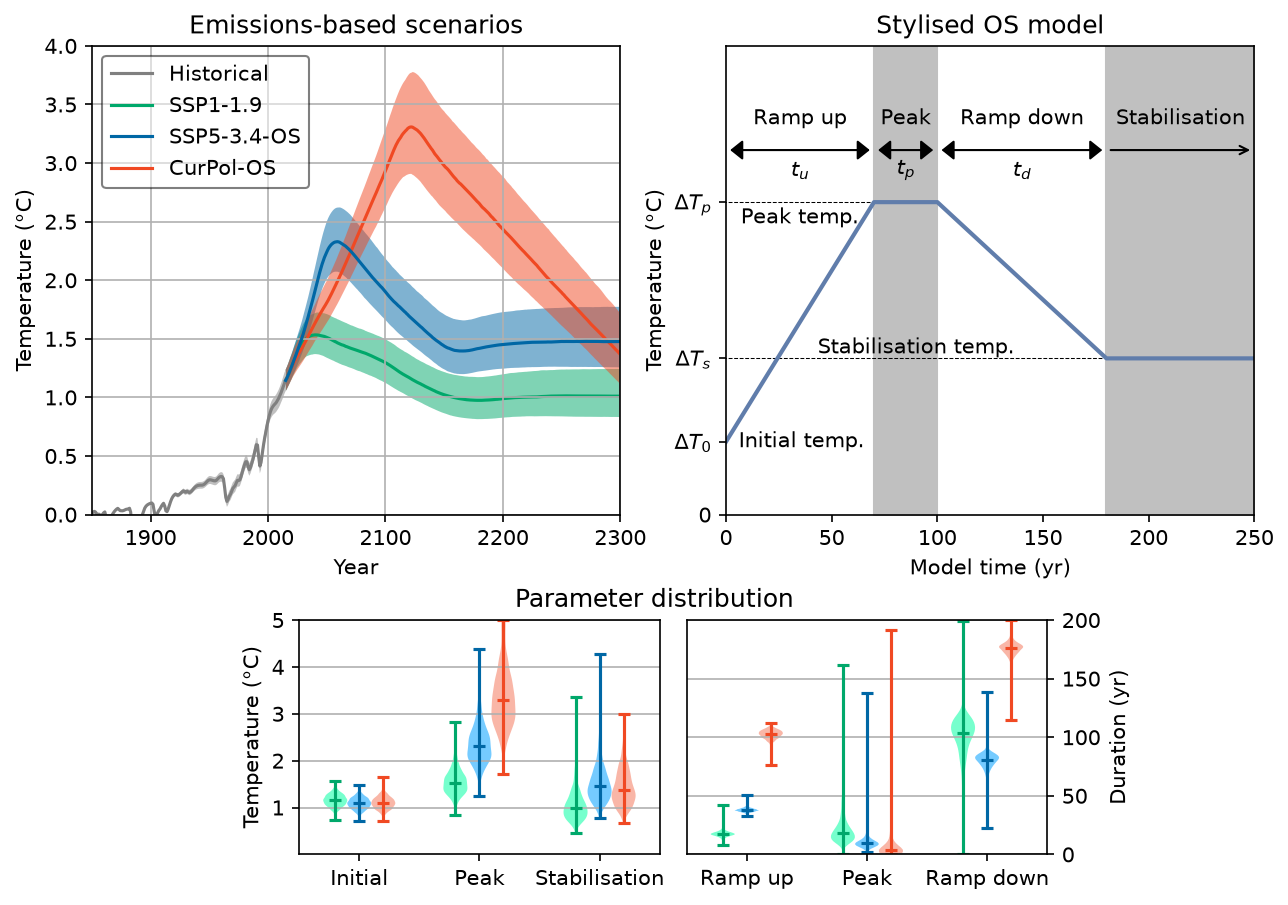 Emissions-based scenarios
Temperature (°C)
4.0
3.5
3.0
2.5
2.0
1.5
1.0
0.5
0.0
Historical
SSP1-1.9
SSP5-3.4-OS
CurPol-OS
1900 2000 2100 2200 2300
Year
Stylised OS model
Temperature (°C)
Ramp up Peak Ramp down Stabilisation
t_u t_p t_d
ΔT_p
Peak temp.
Stabilisation temp.
ΔT_s
ΔT_0
Initial temp.
0
0 50 100 150 200 250
Model time (yr)
Parameter distribution
Temperature (°C)
5
4
3
2
1
Initial Peak Stabilisation
200
150
100
50
0
Duration (yr)
Ramp up Peak Ramp down